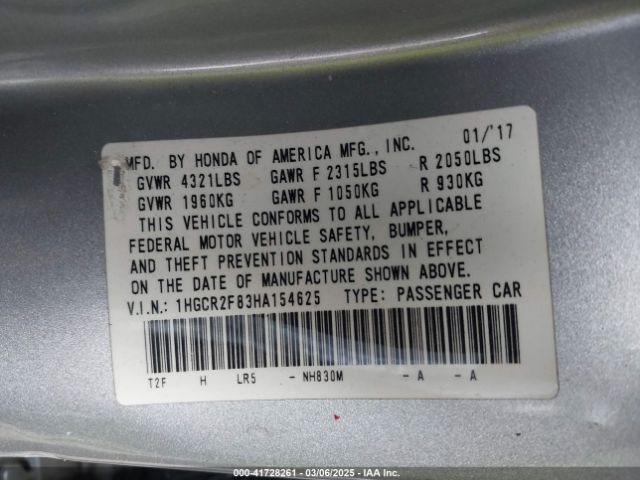 MFD. BY HONDA OF AMERICA MFG., INC. 01/'17
GVWR 4321LBS GAWR F 2315LBS R 2050LBS
GVWR 1960KG GAWR F 1050KG R 930KG
THIS VEHICLE CONFORMS TO ALL APPLICABLE
FEDERAL MOTOR VEHICLE SAFETY, BUMPER,
AND THEFT PREVENTION STANDARDS IN EFFECT
ON THE DATE OF MANUFACTURE SHOWN ABOVE.
V.I.N.: 1HGCR2F83HA154625 TYPE: PASSENGER CAR
T2F H LR5 - NH830M - A - A
000-41728261 - 03/06/2025 - IAA Inc.